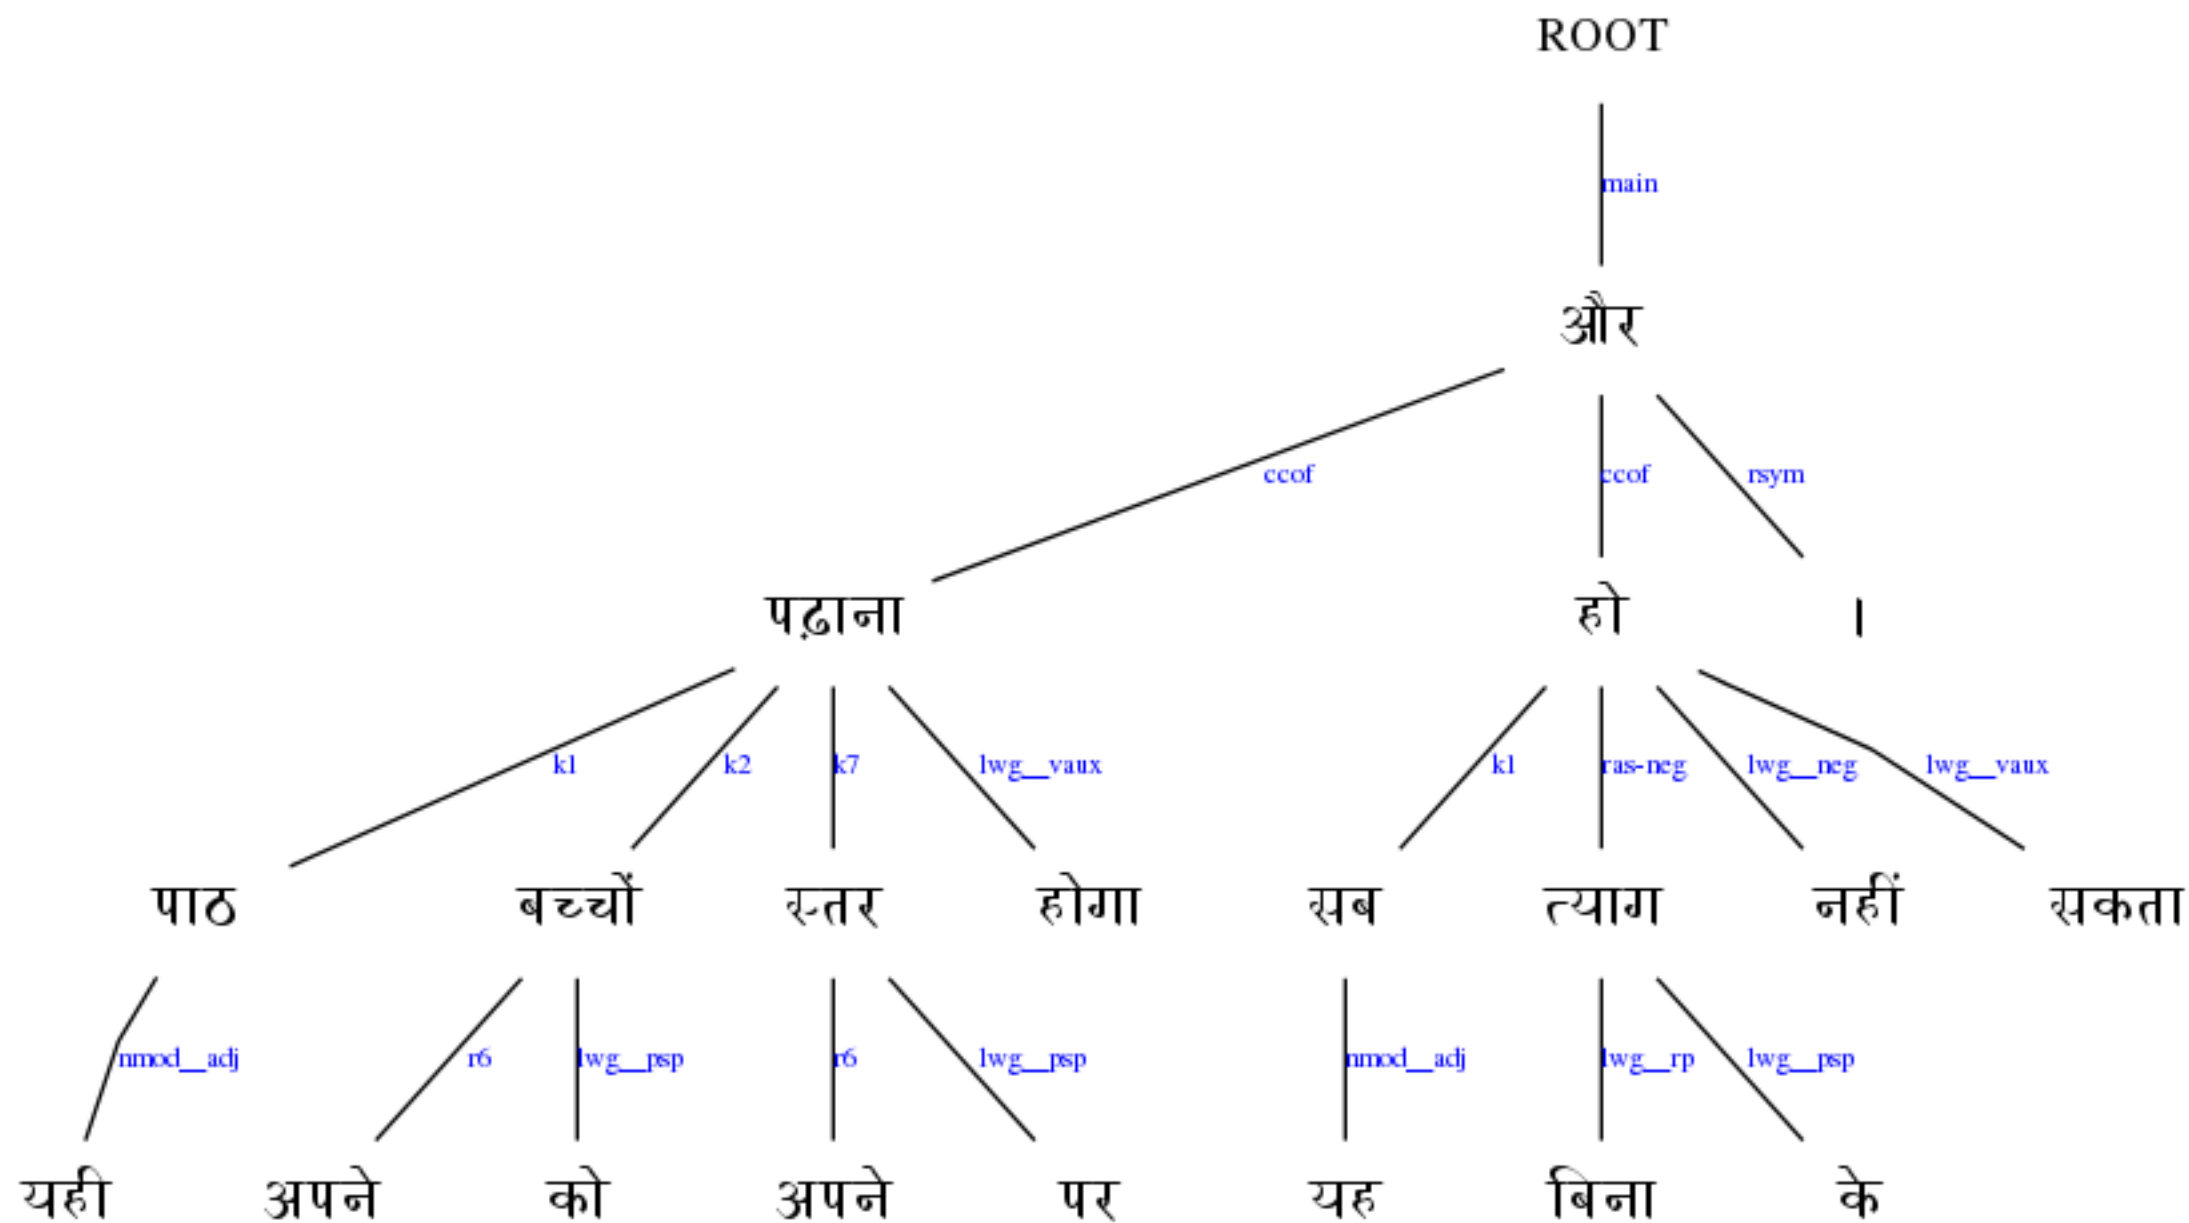 ROOT
main
और
ccof ccof rsym
पढ़ाना हो ।
k1 k2 k7 lwg__vaux k1 ras-neg lwg__neg lwg__vaux
पाठ बच्चों स्तर होगा सब त्याग नहीं सकता
nmod__adj r6 lwg__psp r6 lwg__psp nmod__adj lwg__rp lwg__psp
यही अपने को अपने पर यह बिना के